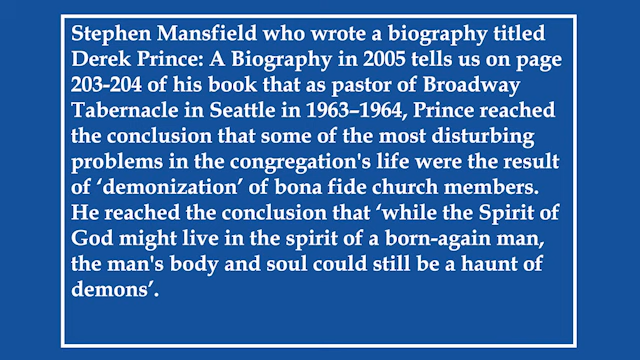 Stephen Mansfield who wrote a biography titled
Derek Prince: A Biography in 2005 tells us on page
203-204 of his book that as pastor of Broadway
Tabernacle in Seattle in 1963–1964, Prince reached
the conclusion that some of the most disturbing
problems in the congregation's life were the result
of ‘demonization’ of bona fide church members.
He reached the conclusion that ‘while the Spirit of
God might live in the spirit of a born-again man,
the man's body and soul could still be a haunt of
demons’.